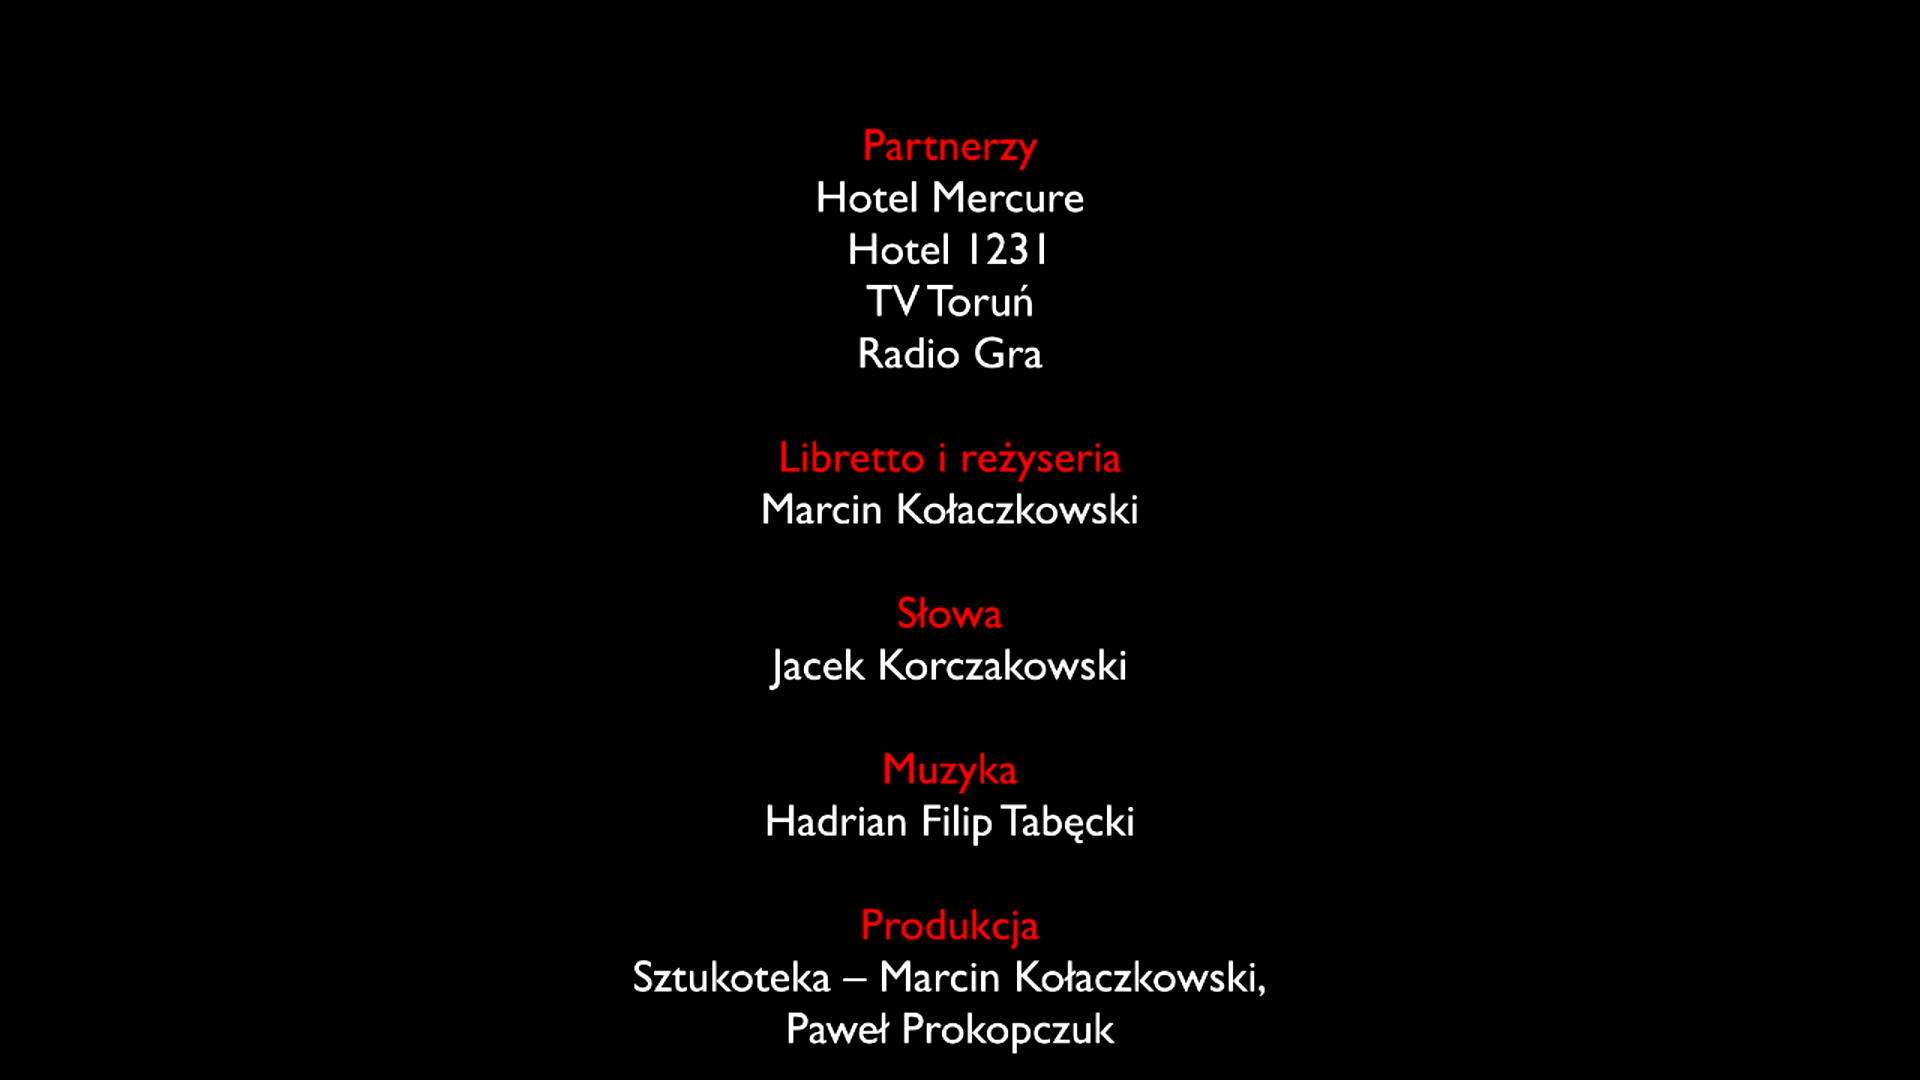 Partnerzy
Hotel Mercure
Hotel 1231
TV Toruń
Radio Gra
Libretto i reżyseria
Marcin Kołaczkowski
Słowa
Jacek Korczakowski
Muzyka
Hadrian Filip Tabęcki
Produkcja
Sztukoteka – Marcin Kołaczkowski,
Paweł Prokopczuk